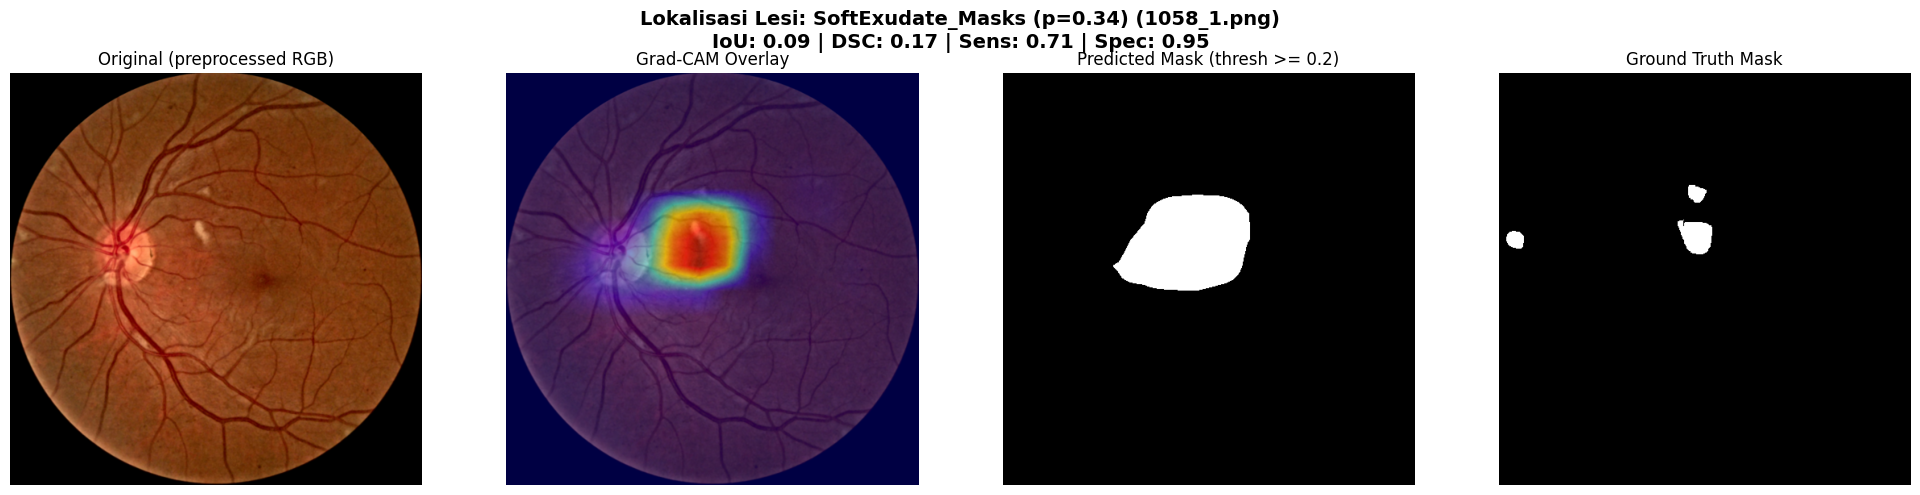 Lokalisasi Lesi: SoftExudate_Masks (p=0.34) (1058_1.png)
IoU: 0.09 | DSC: 0.17 | Sens: 0.71 | Spec: 0.95
Original (preprocessed RGB)
Grad-CAM Overlay
Predicted Mask (thresh >= 0.2)
Ground Truth Mask